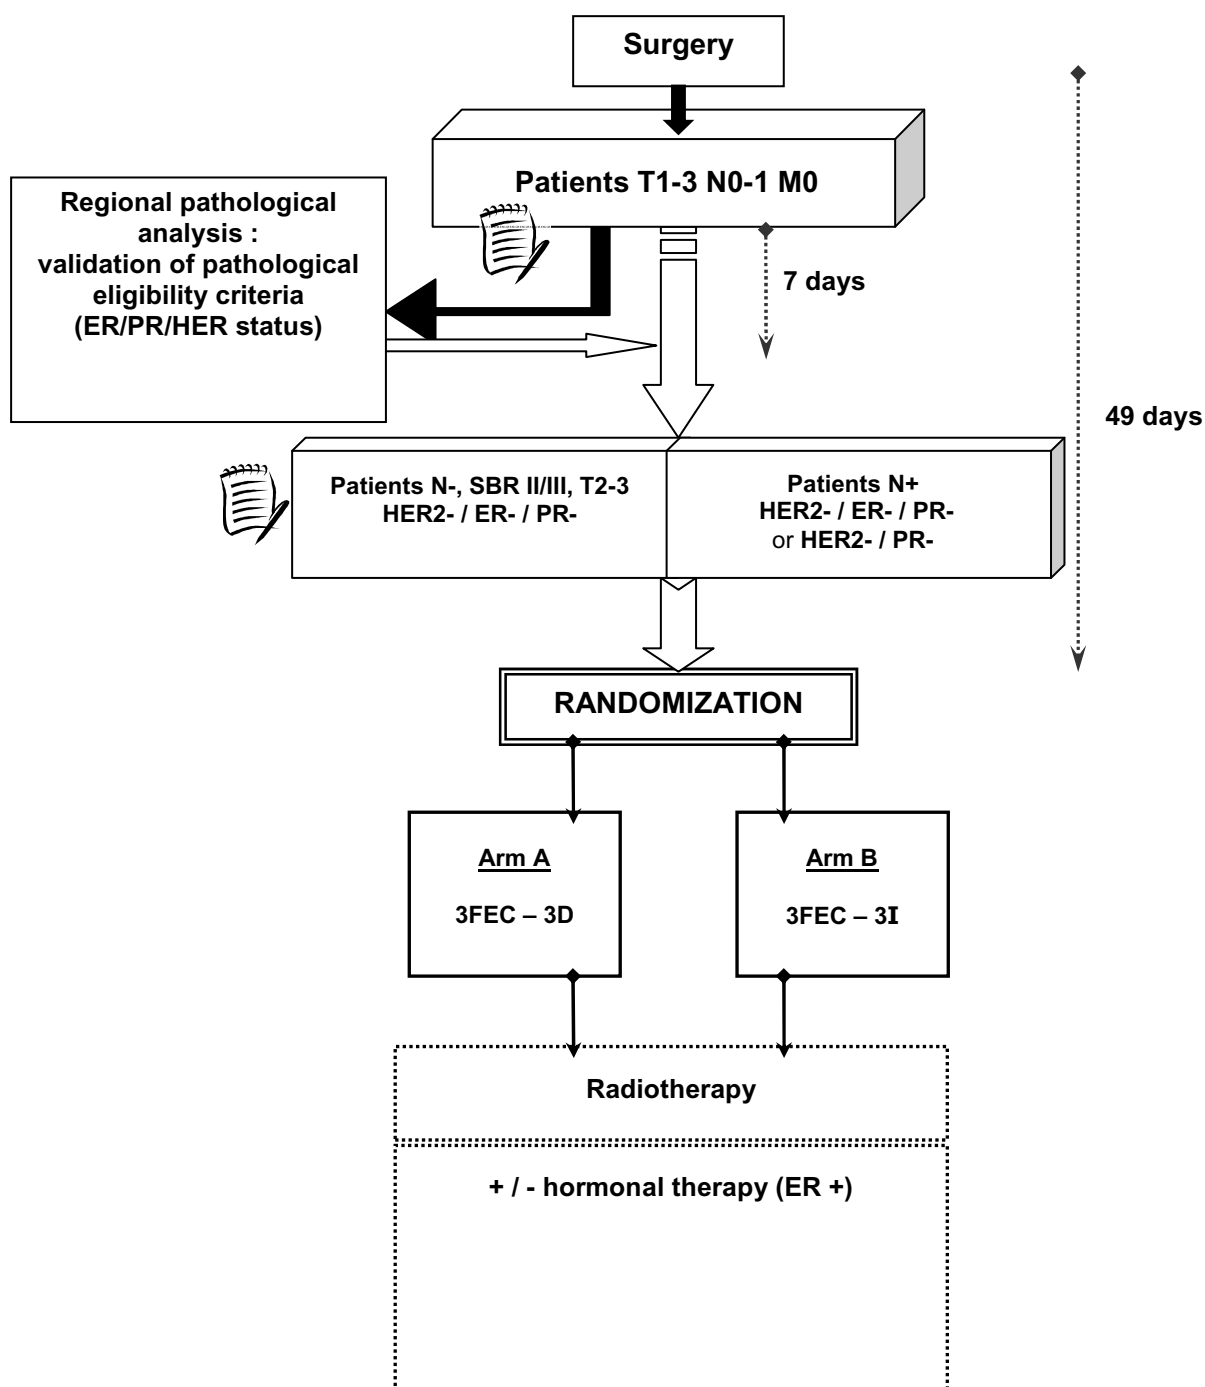 Surgery
Patients T1-3 N0-1 M0
Regional pathological
analysis :
validation of pathological
eligibility criteria
(ER/PR/HER status)
7 days
49 days
Patients N-, SBR II/III, T2-3
HER2- / ER- / PR-
Patients N+
HER2- / ER- / PR-
or HER2- / PR-
RANDOMIZATION
Arm A
3FEC – 3D
Arm B
3FEC – 3I
Radiotherapy
+ / - hormonal therapy (ER +)